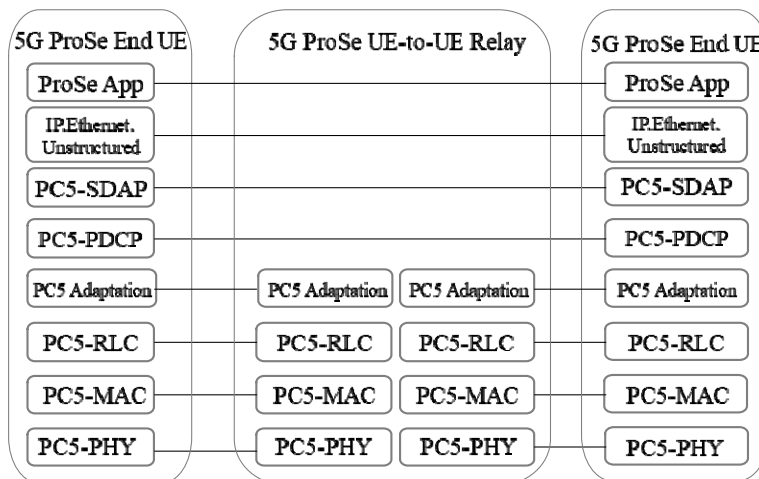 5G ProSe End UE
5G ProSe UE-to-UE Relay
5G ProSe End UE
ProSe App
ProSe App
IP.Ethernet.
Unstructured
IP.Ethernet.
Unstructured
PC5-SDAP
PC5-SDAP
PC5-PDCP
PC5-PDCP
PC5 Adaptation
PC5 Adaptation
PC5 Adaptation
PC5 Adaptation
PC5-RLC
PC5-RLC
PC5-RLC
PC5-RLC
PC5-MAC
PC5-MAC
PC5-MAC
PC5-MAC
PC5-PHY
PC5-PHY
PC5-PHY
PC5-PHY